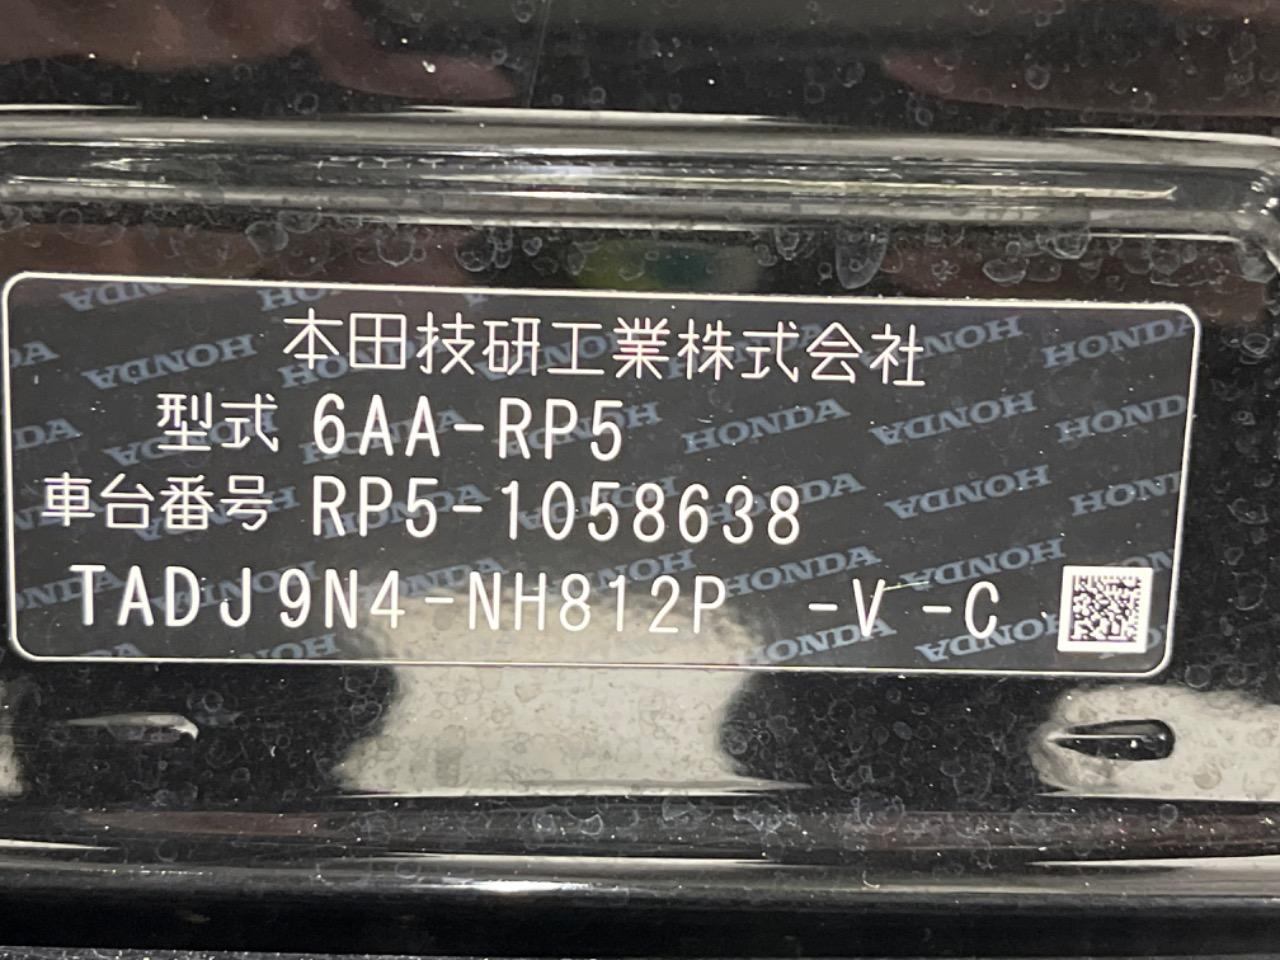 本田技研工業株式会社
型式 6AA-RP5
車台番号 RP5-1058638
TADJ9N4-NH812P -V -C